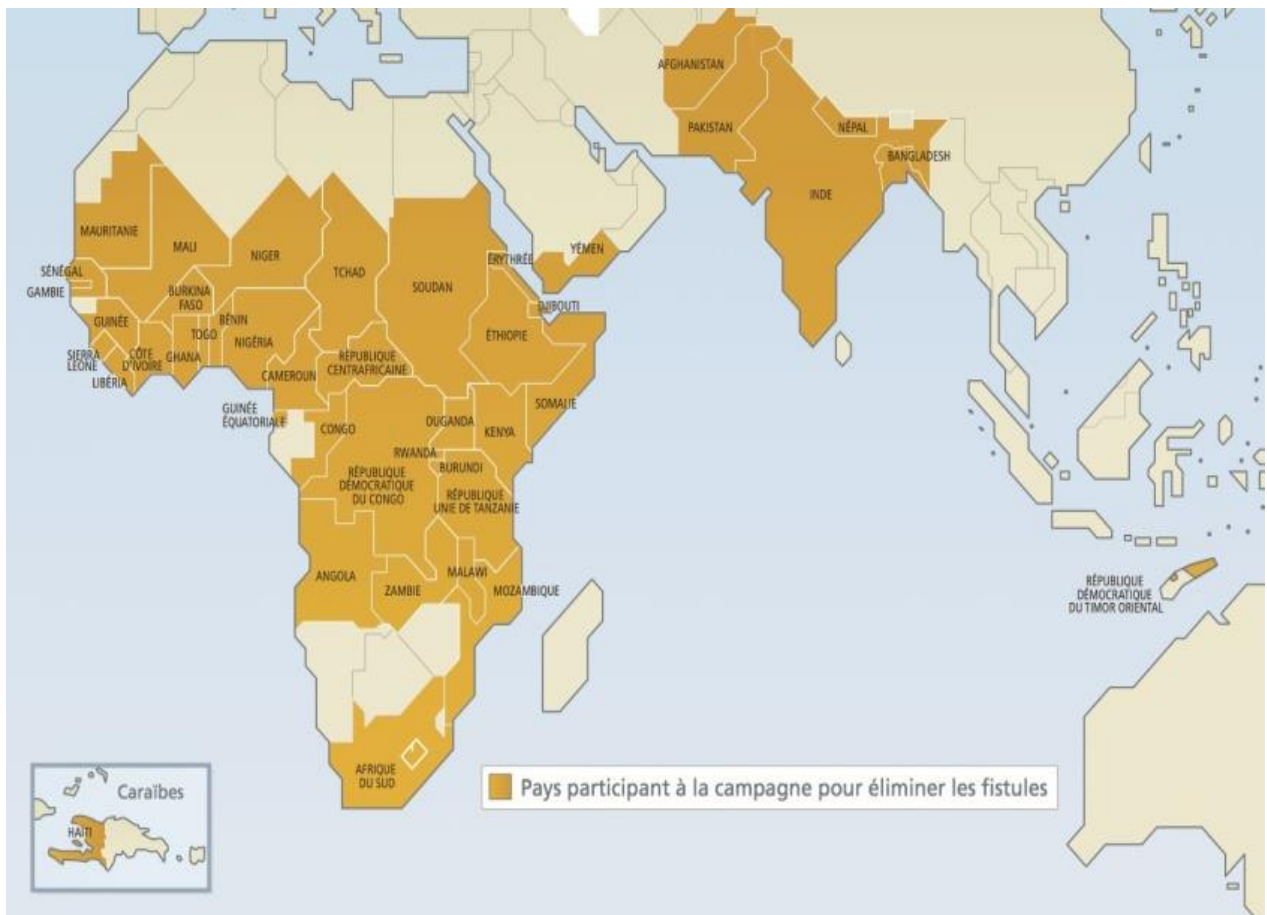 AFGHANISTAN
PAKISTAN
NÉPAL
BANGLADESH
INDE
MAURITANIE
MALI
NIGER
TCHAD
SOUDAN
ÉRYTHRÉE
YÉMEN
SÉNÉGAL
GAMBIE
BURKINA
FASO
DJIBOUTI
GUINÉE
BÉNIN
TOGO
NIGÉRIA
ÉTHIOPIE
SIERRA
LEONE
CÔTE
D'IVOIRE
GHANA
LIBÉRIA
CAMEROUN
RÉPUBLIQUE
CENTRAFRICAINE
SOMALIE
GUINÉE
ÉQUATORIALE
CONGO
OUGANDA
KENYA
RWANDA
BURUNDI
RÉPUBLIQUE
DÉMOCRATIQUE
DU CONGO
RÉPUBLIQUE
UNIE DE TANZANIE
ANGOLA
ZAMBIE
MALAWI
MOZAMBIQUE
RÉPUBLIQUE
DÉMOCRATIQUE
DU TIMOR ORIENTAL
AFRIQUE
DU SUD
Pays participant à la campagne pour éliminer les fistules
Caraïbes
HAÏTI